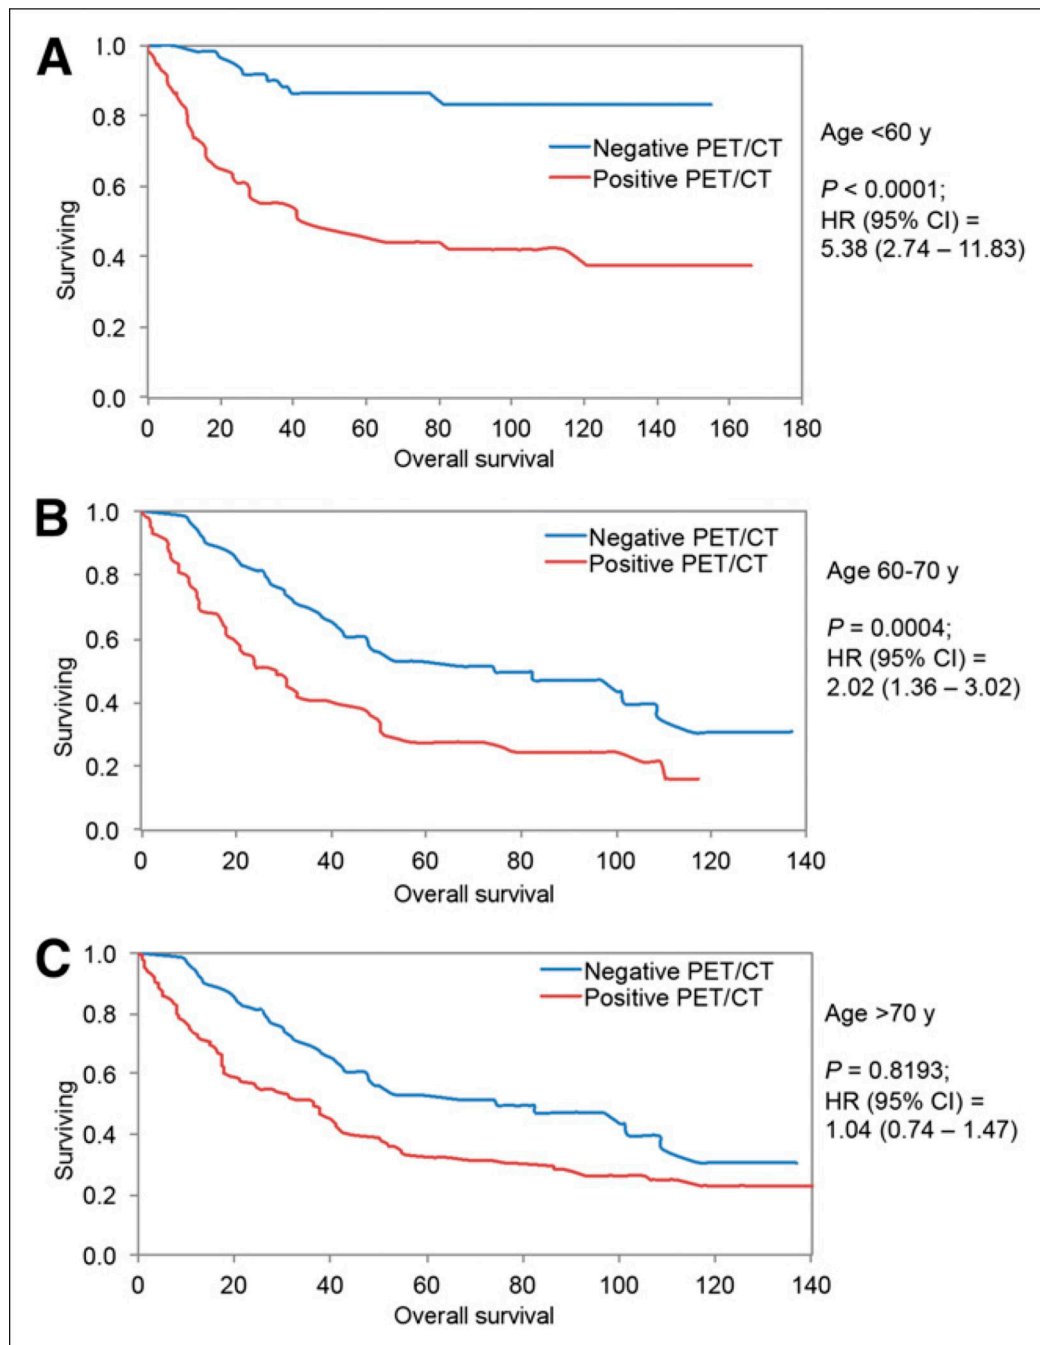 A
1.0
0.8
0.6
0.4
0.2
0.0
Surviving
0 20 40 60 80 100 120 140 160 180
Overall survival
Negative PET/CT
Positive PET/CT
Age <60 y
P < 0.0001;
HR (95% CI) =
5.38 (2.74 – 11.83)
B
1.0
0.8
0.6
0.4
0.2
0.0
Surviving
0 20 40 60 80 100 120 140
Overall survival
Negative PET/CT
Positive PET/CT
Age 60-70 y
P = 0.0004;
HR (95% CI) =
2.02 (1.36 – 3.02)
C
1.0
0.8
0.6
0.4
0.2
0.0
Surviving
0 20 40 60 80 100 120 140
Overall survival
Negative PET/CT
Positive PET/CT
Age >70 y
P = 0.8193;
HR (95% CI) =
1.04 (0.74 – 1.47)